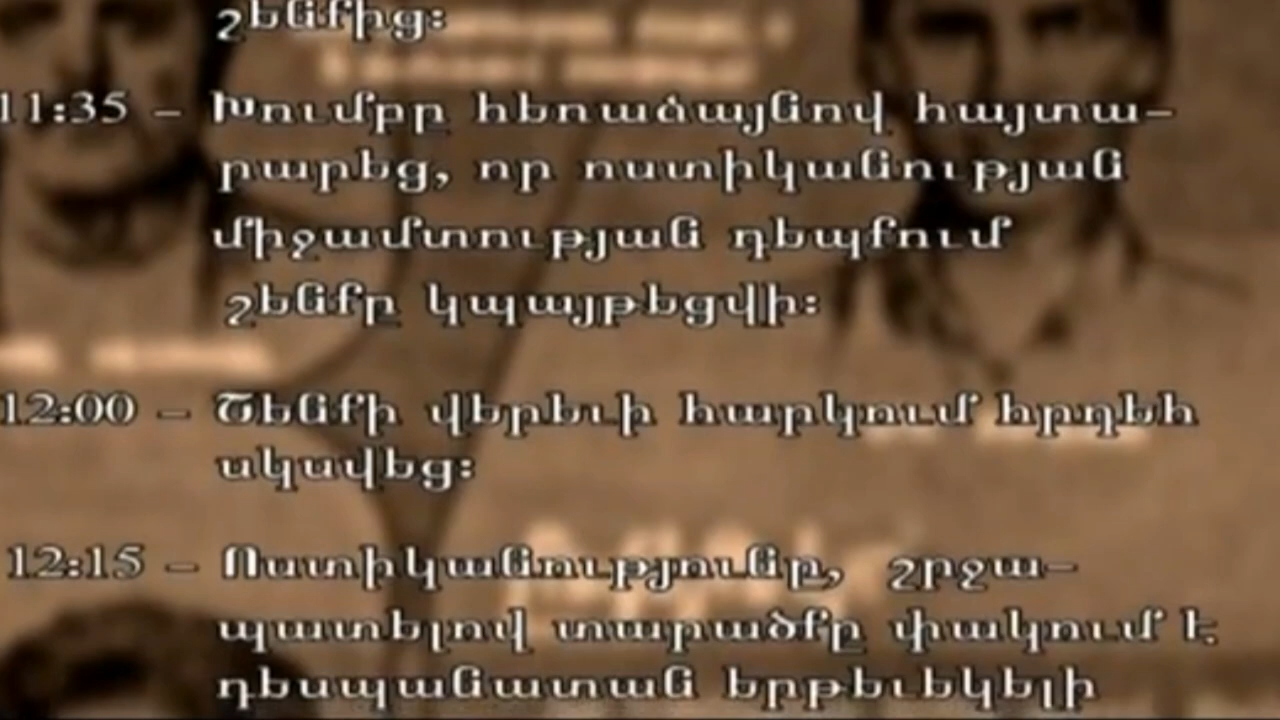 շենքից:
11:35 – Խումբը հեռաձայնով հայտա–
րարեց, որ ոստիկանության
միջամտության դեպքում
շենքը կպայթեցվի:
12:00 – Շենքի վերեւի հարկում հրդեհ
սկսվեց:
12:15 – Ոստիկանությունը, շրջա–
պատելով տարածքը փակում է
դեսպանատան երթեւեկելի